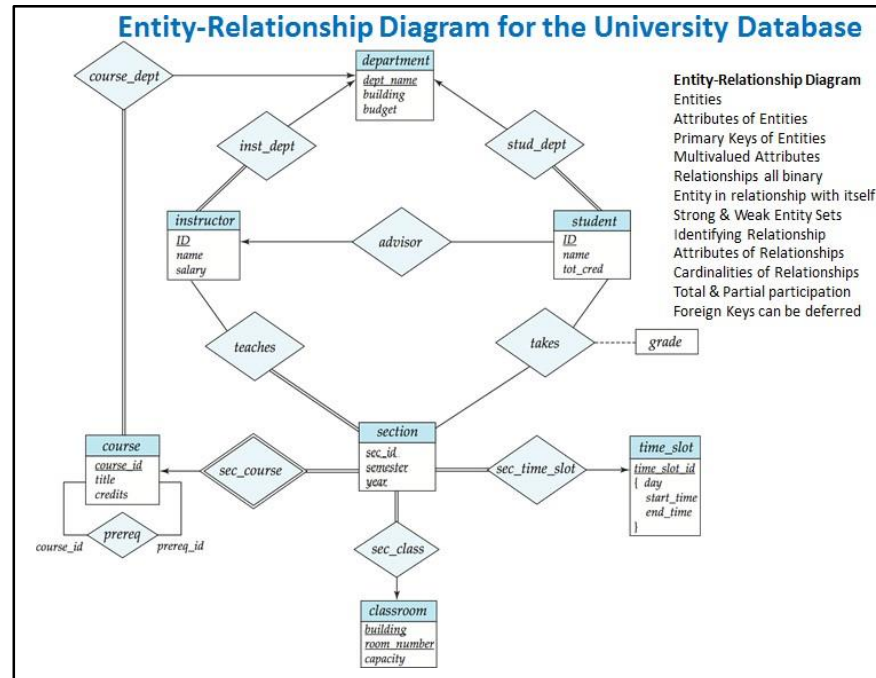 Entity-Relationship Diagram for the University Database
course_dept
department
dept_name
building
budget
Entity-Relationship Diagram
Entities
Attributes of Entities
Primary Keys of Entities
Multivalued Attributes
Relationships all binary
Entity in relationship with itself
Strong & Weak Entity Sets
Identifying Relationship
Attributes of Relationships
Cardinalities of Relationships
Total & Partial participation
Foreign Keys can be deferred
inst_dept
stud_dept
instructor
ID
name
salary
advisor
student
ID
name
tot_cred
teaches
takes
grade
course
course_id
title
credits
sec_course
section
sec_id
semester
year
sec_time_slot
time_slot
time_slot_id
{ day
start_time
end_time
}
course_id
prereq
prereq_id
sec_class
classroom
building
room_number
capacity